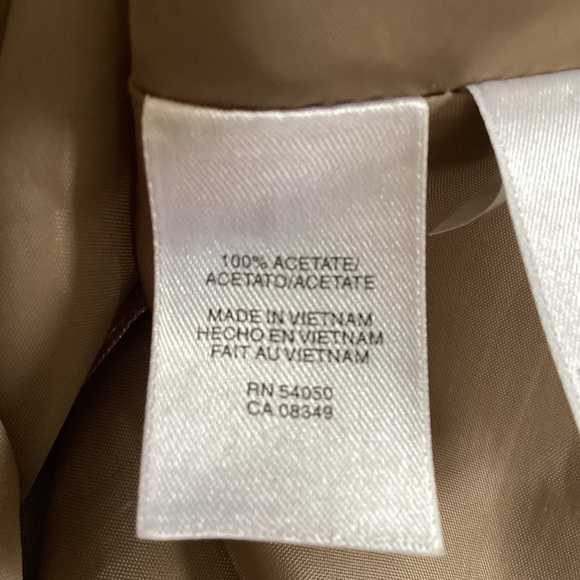 100% ACETATE/
ACETATO/ACETATE
MADE IN VIETNAM
HECHO EN VIETNAM
FAIT AU VIETNAM
RN 54050
CA 08349